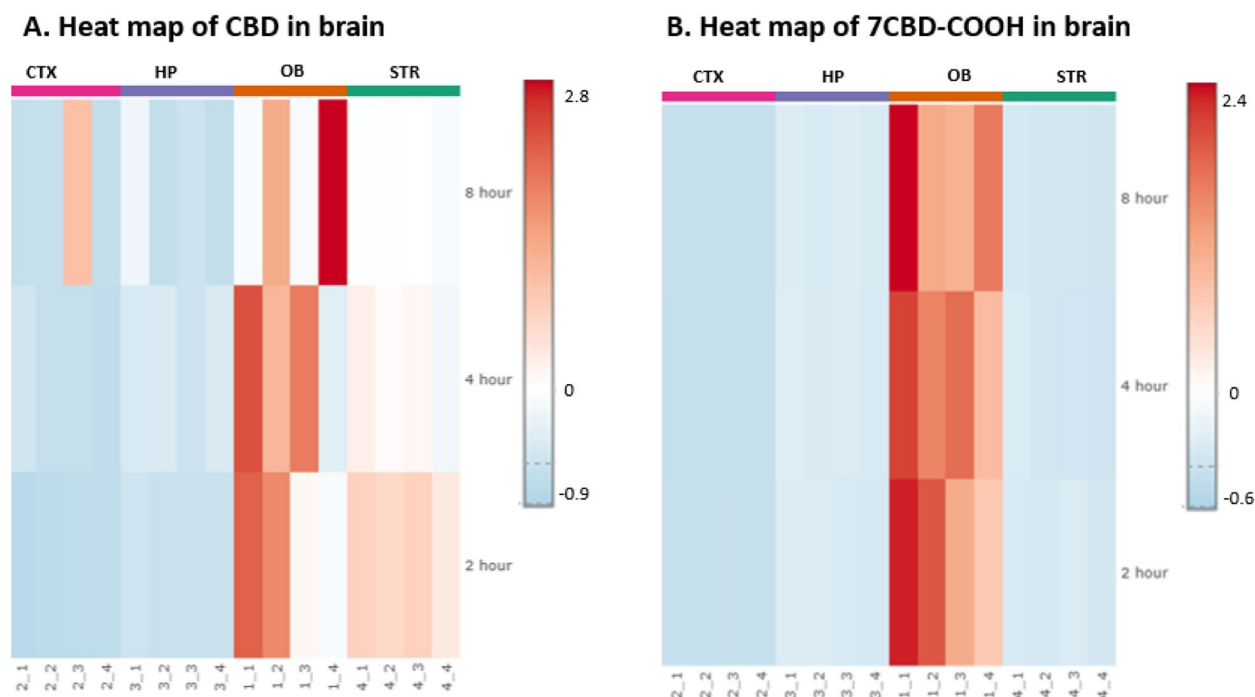 A. Heat map of CBD in brain
CTX HP OB STR
2.8
8 hour
4 hour
0
-0.9
2 hour
2_1 2_2 2_3 2_4 3_1 3_2 3_3 3_4 1_1 1_2 1_3 1_4 4_1 4_2 4_3 4_4
B. Heat map of 7CBD-COOH in brain
CTX HP OB STR
2.4
8 hour
4 hour
0
-0.6
2 hour
2_1 2_2 2_3 2_4 3_1 3_2 3_3 3_4 1_1 1_2 1_3 1_4 4_1 4_2 4_3 4_4